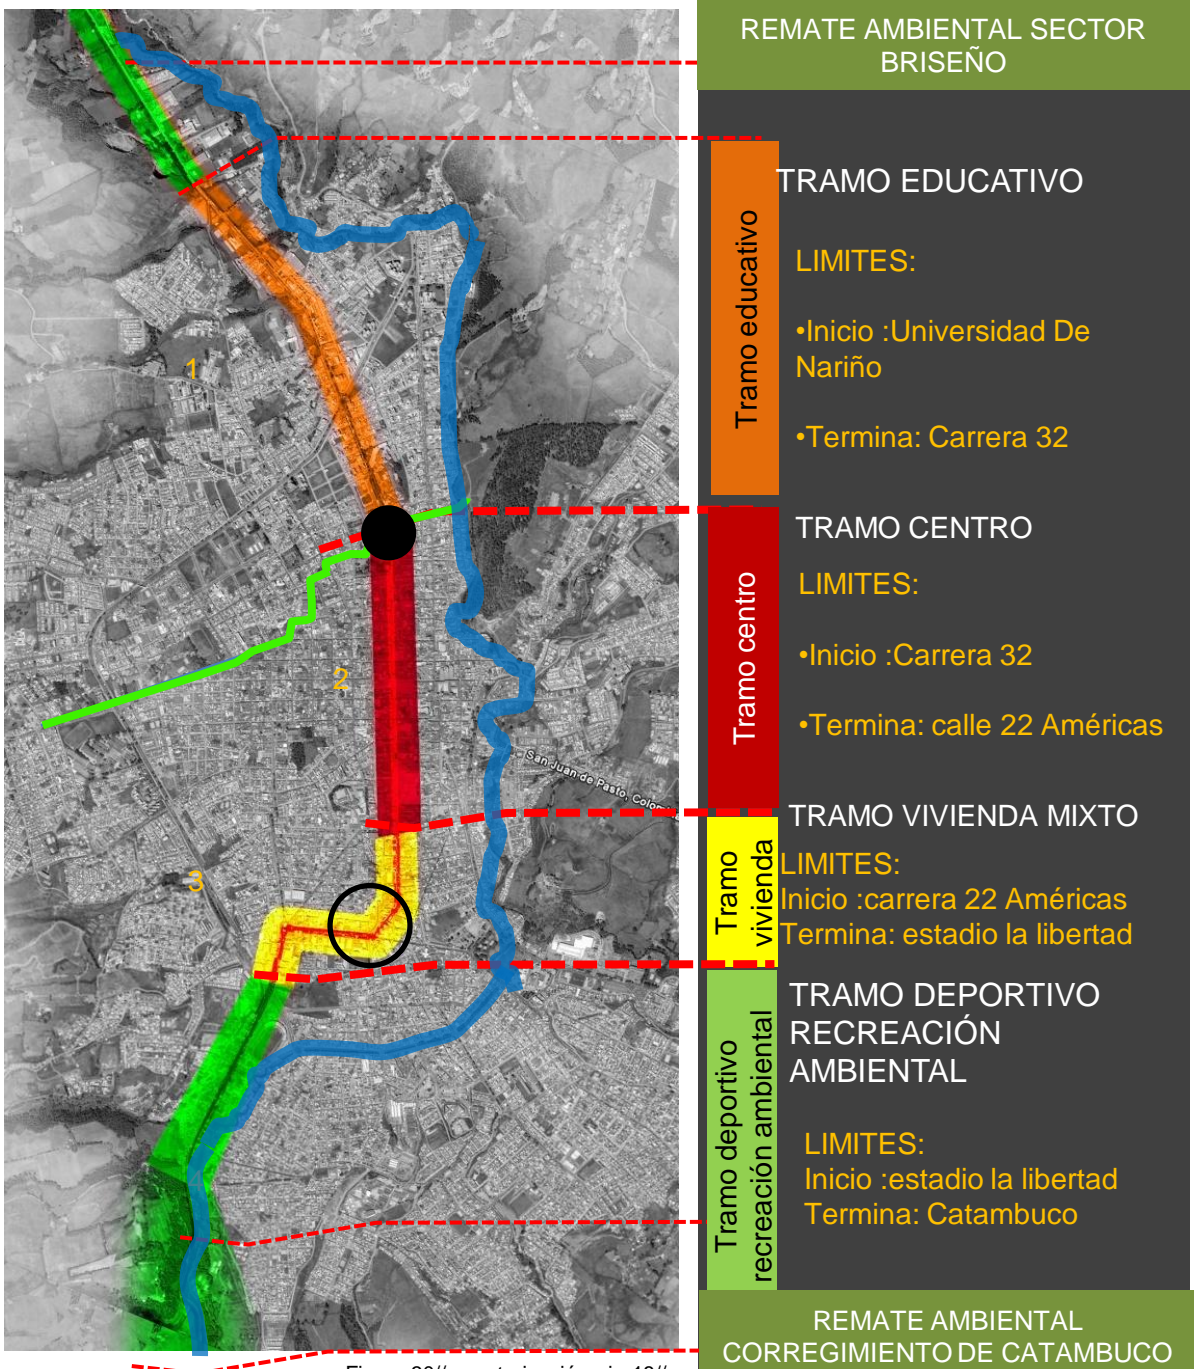 REMATE AMBIENTAL SECTOR
BRISEÑO
Tramo educativo
TRAMO EDUCATIVO
LIMITES:
•Inicio :Universidad De
Nariño
•Termina: Carrera 32
Tramo centro
TRAMO CENTRO
LIMITES:
•Inicio :Carrera 32
•Termina: calle 22 Américas
Tramo
vivienda
TRAMO VIVIENDA MIXTO
LIMITES:
Inicio :carrera 22 Américas
Termina: estadio la libertad
Tramo deportivo
recreación ambiental
TRAMO DEPORTIVO
RECREACIÓN
AMBIENTAL
LIMITES:
Inicio :estadio la libertad
Termina: Catambuco
REMATE AMBIENTAL
CORREGIMIENTO DE CATAMBUCO
1
2
3
San Juan de Pasto,